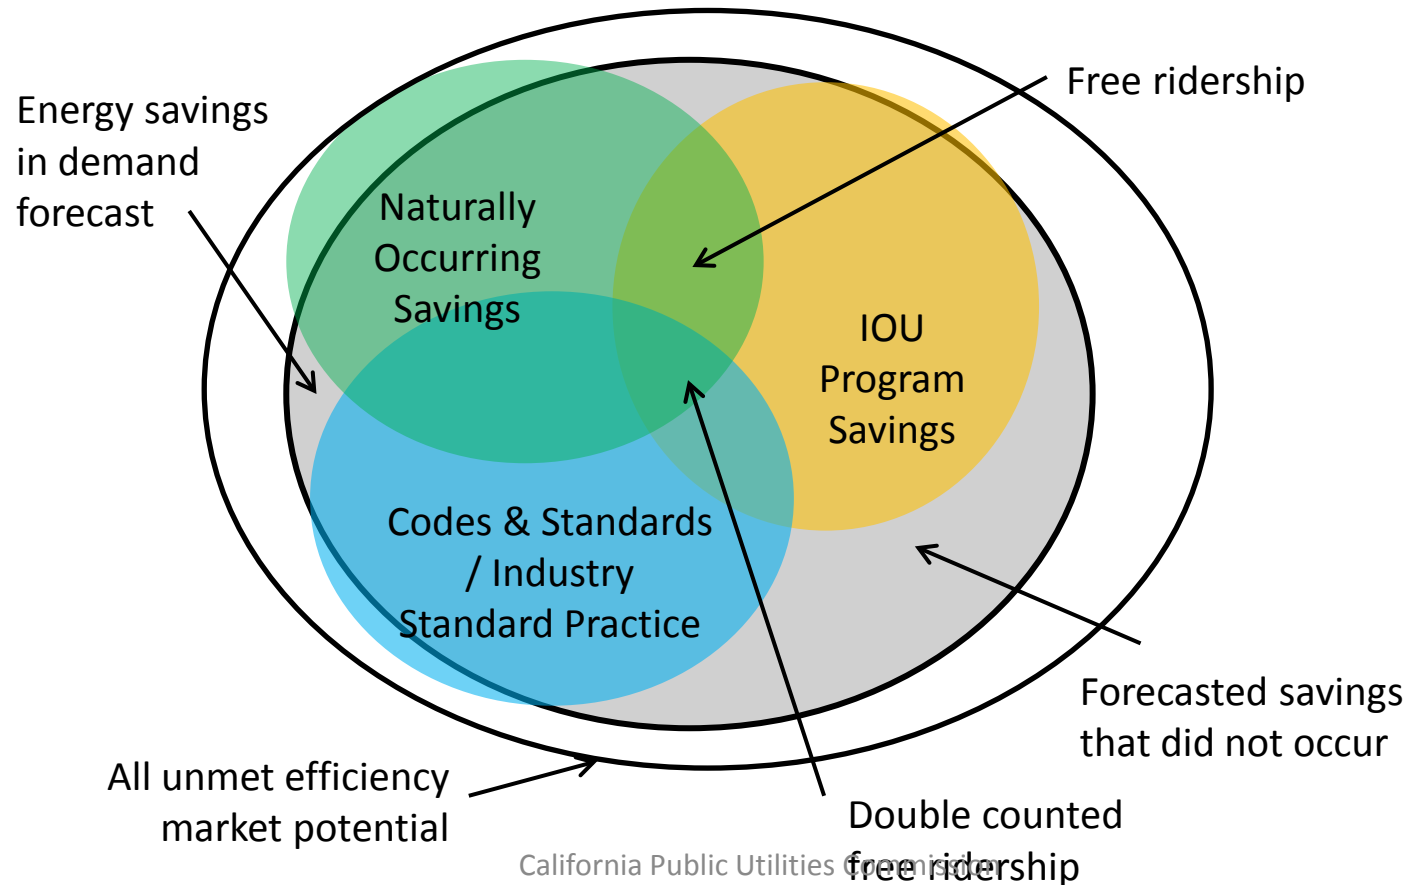 Free ridership
Energy savings
in demand
forecast
Naturally
Occurring
Savings
IOU
Program
Savings
Codes & Standards
/ Industry
Standard Practice
Forecasted savings
that did not occur
All unmet efficiency
market potential
Double counted
free ridership
California Public Utilities Commission